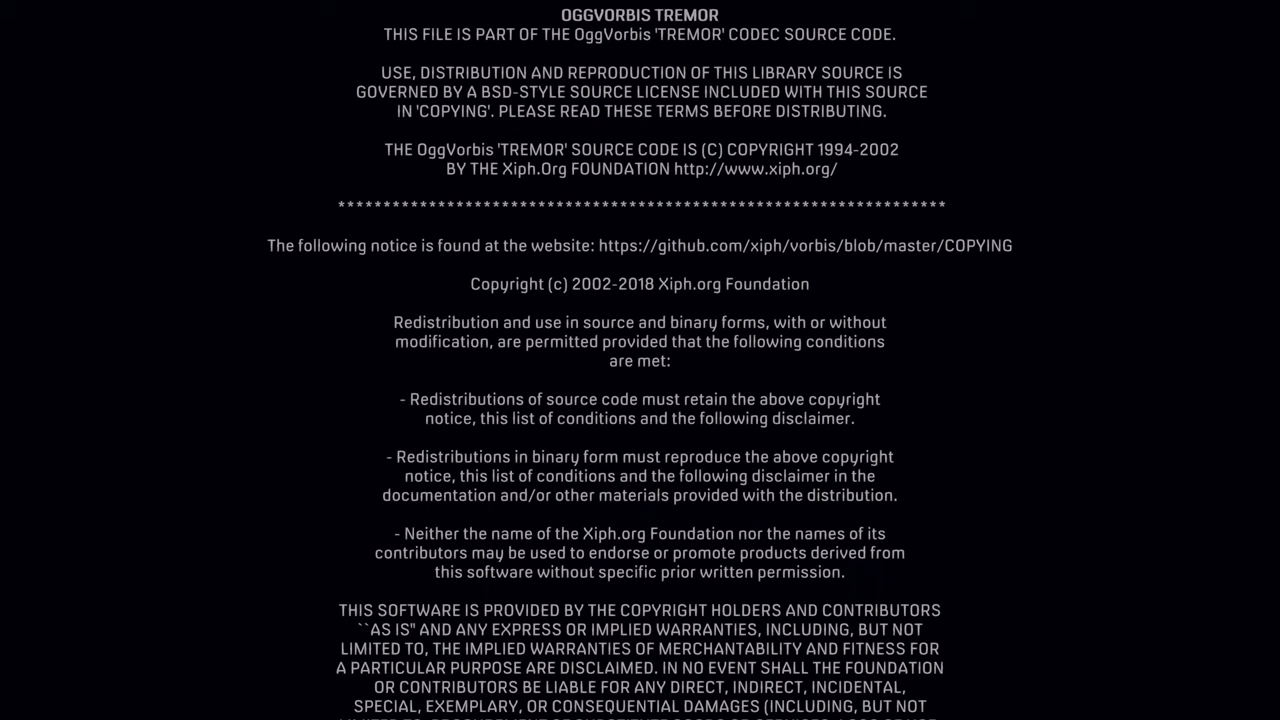 OGGVORBIS TREMOR
THIS FILE IS PART OF THE OggVorbis 'TREMOR' CODEC SOURCE CODE.
USE, DISTRIBUTION AND REPRODUCTION OF THIS LIBRARY SOURCE IS
GOVERNED BY A BSD-STYLE SOURCE LICENSE INCLUDED WITH THIS SOURCE
IN 'COPYING'. PLEASE READ THESE TERMS BEFORE DISTRIBUTING.
THE OggVorbis 'TREMOR' SOURCE CODE IS (C) COPYRIGHT 1994-2002
BY THE Xiph.Org FOUNDATION http://www.xiph.org/
*******************************************************************
The following notice is found at the website: https://github.com/xiph/vorbis/blob/master/COPYING
Copyright (c) 2002-2018 Xiph.org Foundation
Redistribution and use in source and binary forms, with or without
modification, are permitted provided that the following conditions
are met:
- Redistributions of source code must retain the above copyright
notice, this list of conditions and the following disclaimer.
- Redistributions in binary form must reproduce the above copyright
notice, this list of conditions and the following disclaimer in the
documentation and/or other materials provided with the distribution.
- Neither the name of the Xiph.org Foundation nor the names of its
contributors may be used to endorse or promote products derived from
this software without specific prior written permission.
THIS SOFTWARE IS PROVIDED BY THE COPYRIGHT HOLDERS AND CONTRIBUTORS
``AS IS" AND ANY EXPRESS OR IMPLIED WARRANTIES, INCLUDING, BUT NOT
LIMITED TO, THE IMPLIED WARRANTIES OF MERCHANTABILITY AND FITNESS FOR
A PARTICULAR PURPOSE ARE DISCLAIMED. IN NO EVENT SHALL THE FOUNDATION
OR CONTRIBUTORS BE LIABLE FOR ANY DIRECT, INDIRECT, INCIDENTAL,
SPECIAL, EXEMPLARY, OR CONSEQUENTIAL DAMAGES (INCLUDING, BUT NOT